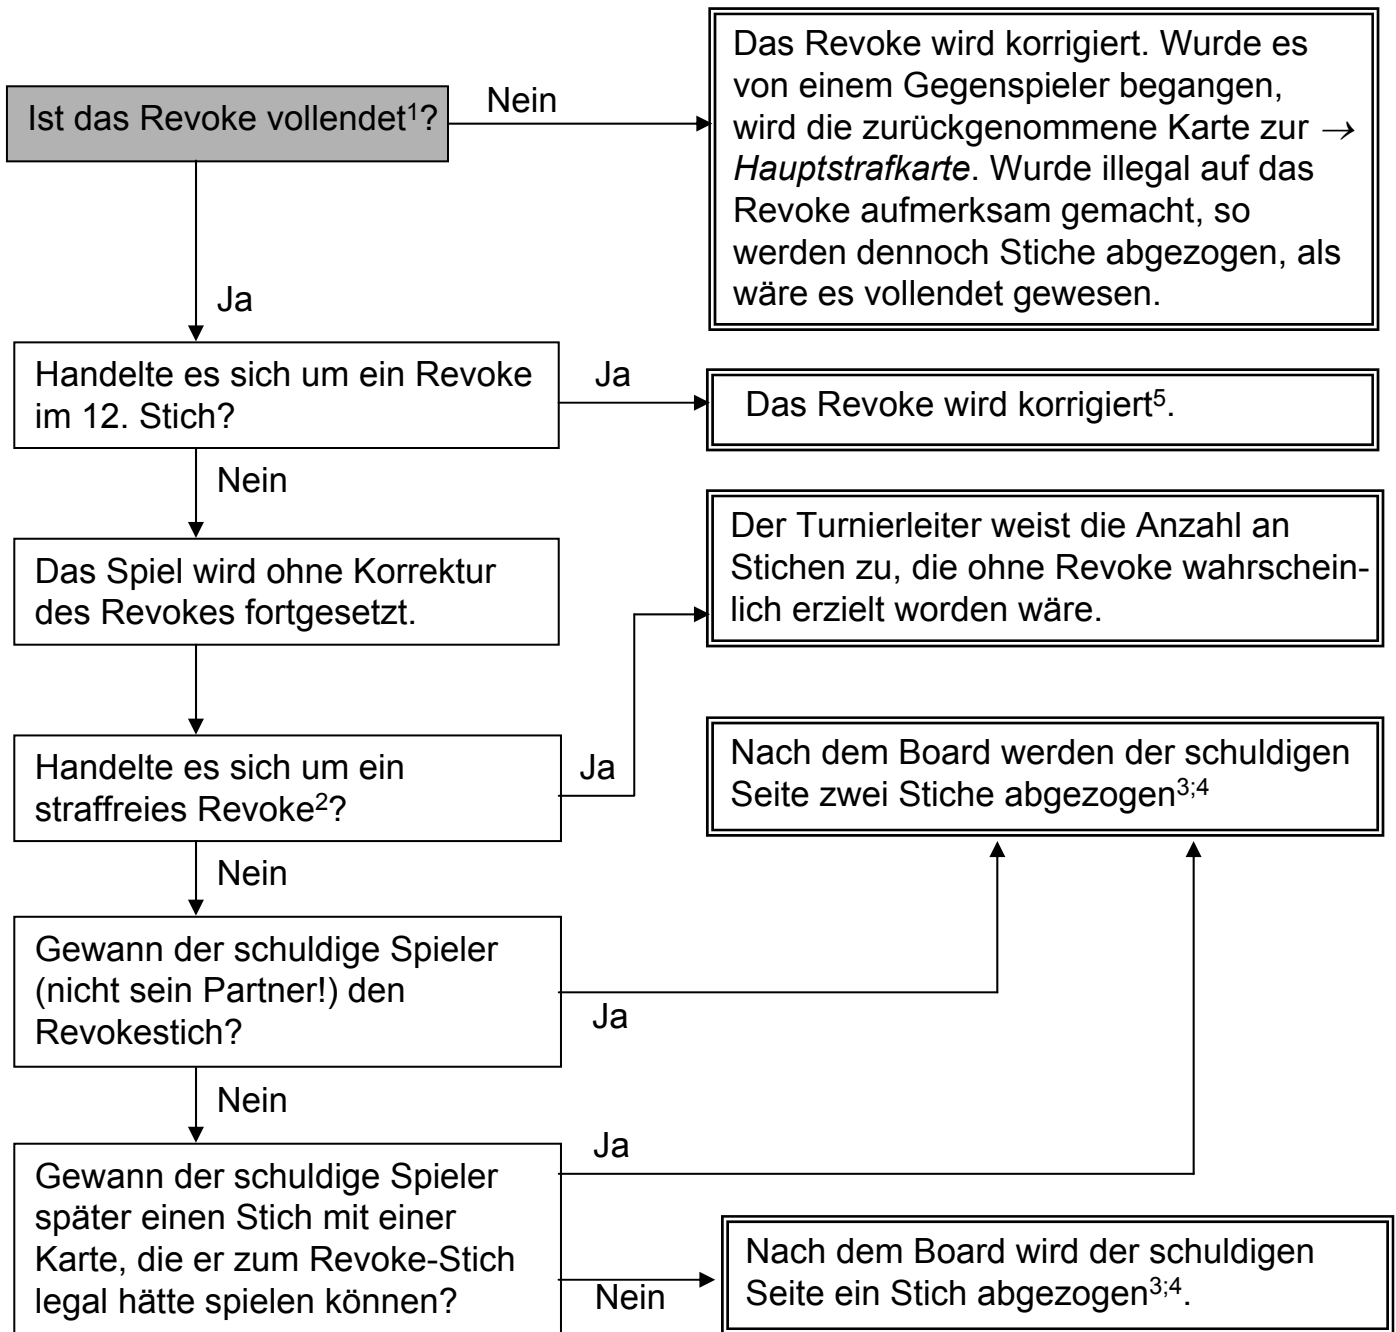 Das Revoke wird korrigiert. Wurde es
von einem Gegenspieler begangen,
wird die zurückgenommene Karte zur →
Hauptstrafkarte. Wurde illegal auf das
Revoke aufmerksam gemacht, so
werden dennoch Stiche abgezogen, als
wäre es vollendet gewesen.
Ist das Revoke vollendet¹?
Nein
Ja
Handelte es sich um ein Revoke
im 12. Stich?
Ja
Das Revoke wird korrigiert⁵.
Nein
Das Spiel wird ohne Korrektur
des Revokes fortgesetzt.
Der Turnierleiter weist die Anzahl an
Stichen zu, die ohne Revoke wahrschein-
lich erzielt worden wäre.
Handelte es sich um ein
straffreies Revoke²?
Ja
Nach dem Board werden der schuldigen
Seite zwei Stiche abgezogen³;⁴
Nein
Gewann der schuldige Spieler
(nicht sein Partner!) den
Revokestich?
Ja
Nein
Gewann der schuldige Spieler
später einen Stich mit einer
Karte, die er zum Revoke-Stich
legal hätte spielen können?
Ja
Nein
Nach dem Board wird der schuldigen
Seite ein Stich abgezogen³;⁴.